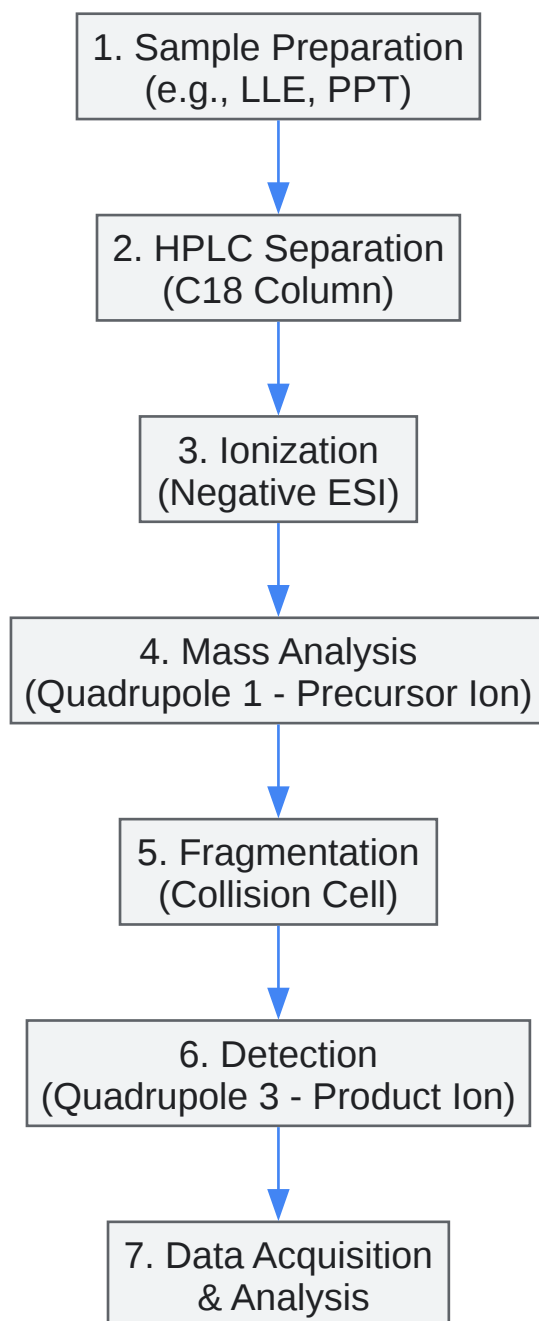 1. Sample Preparation
(e.g., LLE, PPT)
2. HPLC Separation
(C18 Column)
3. Ionization
(Negative ESI)
4. Mass Analysis
(Quadrupole 1 - Precursor Ion)
5. Fragmentation
(Collision Cell)
6. Detection
(Quadrupole 3 - Product Ion)
7. Data Acquisition
& Analysis